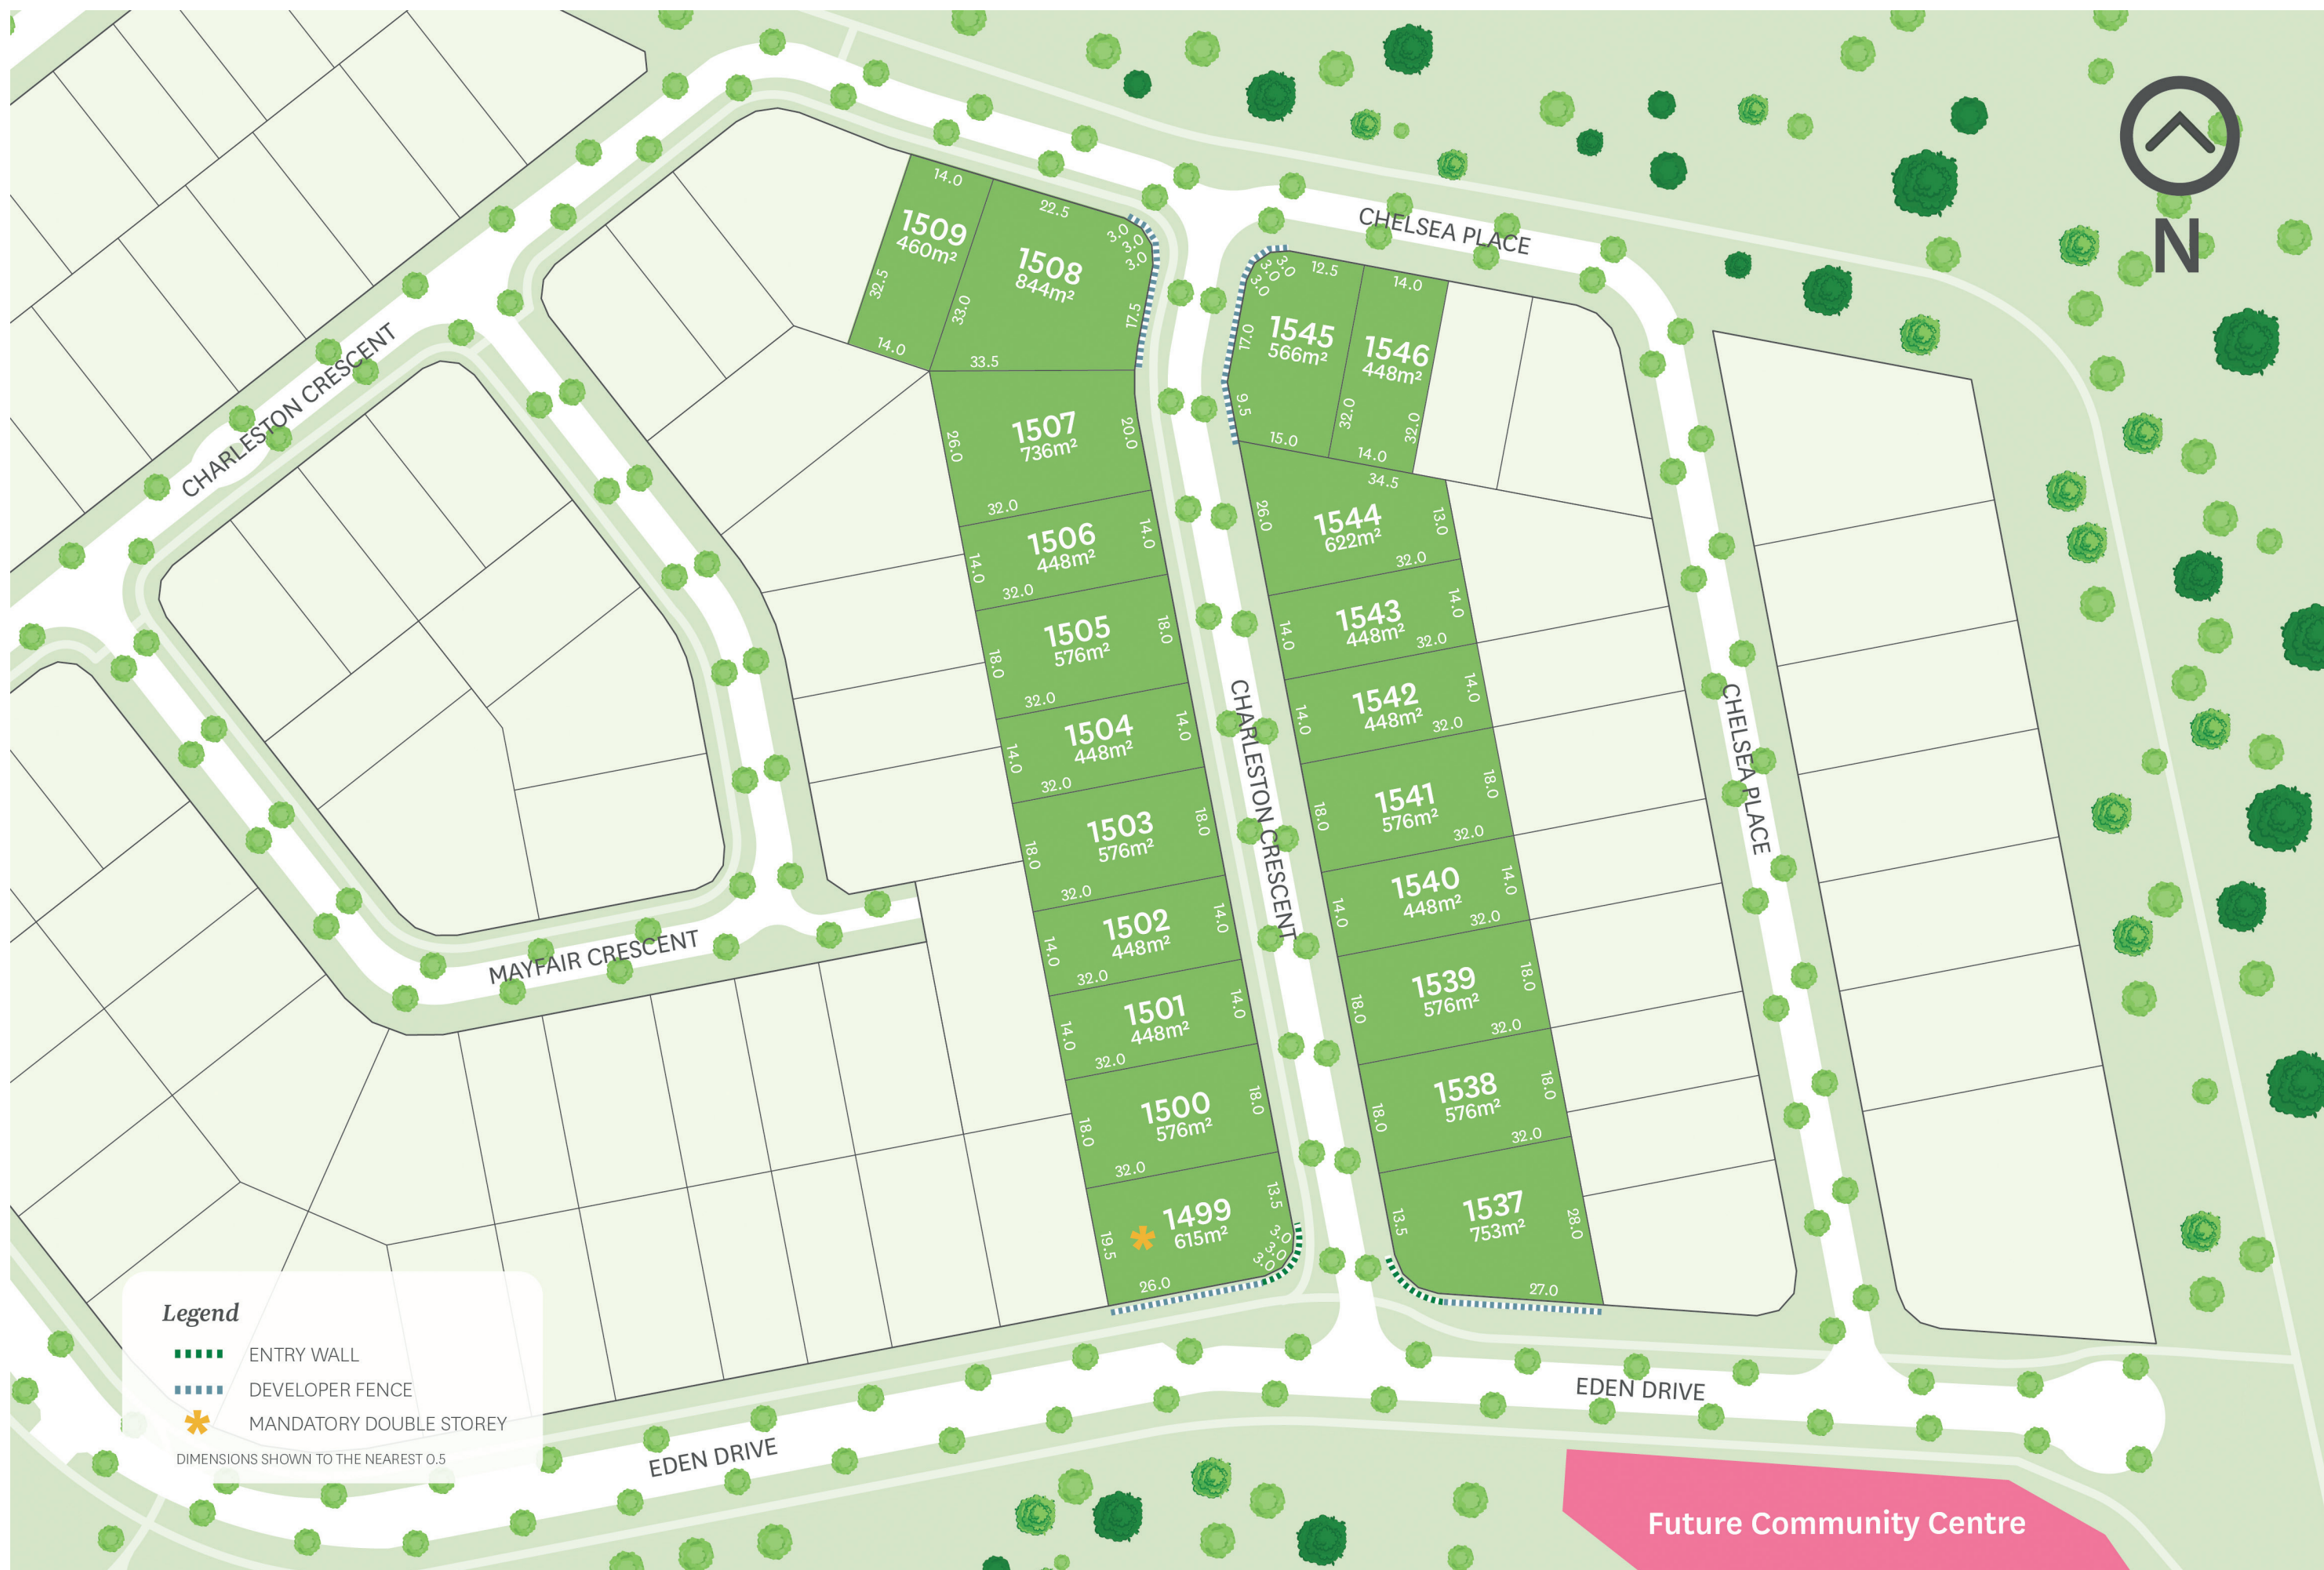 CHELSEA PLACE
N
14.0
1509
460m²
32.5
14.0
22.5
3.0
3.0
3.0
1508
844m²
33.0
17.5
33.5
3.0
3.0
3.0
12.5
1545
566m²
17.0
9.5
15.0
14.0
1546
448m²
32.0
32.0
14.0
CHARLESTON CRESCENT
1507
736m²
26.0
20.0
32.0
34.5
1544
622m²
26.0
13.0
32.0
1506
448m²
14.0
14.0
32.0
1543
448m²
14.0
14.0
32.0
1505
576m²
18.0
18.0
32.0
1542
448m²
14.0
14.0
32.0
1504
448m²
14.0
14.0
32.0
1541
576m²
18.0
18.0
32.0
CHARLESTON CRESCENT
CHELSEA PLACE
1503
576m²
18.0
18.0
32.0
1540
448m²
14.0
14.0
32.0
1502
448m²
14.0
14.0
32.0
1539
576m²
18.0
18.0
32.0
MAYFAIR CRESCENT
1501
448m²
14.0
14.0
32.0
1538
576m²
18.0
18.0
32.0
1500
576m²
18.0
18.0
32.0
1537
753m²
13.5
28.0
27.0
1499
615m²
13.5
19.5
3.0
3.0
3.0
26.0
Legend
ENTRY WALL
DEVELOPER FENCE
MANDATORY DOUBLE STOREY
DIMENSIONS SHOWN TO THE NEAREST 0.5
EDEN DRIVE
EDEN DRIVE
Future Community Centre